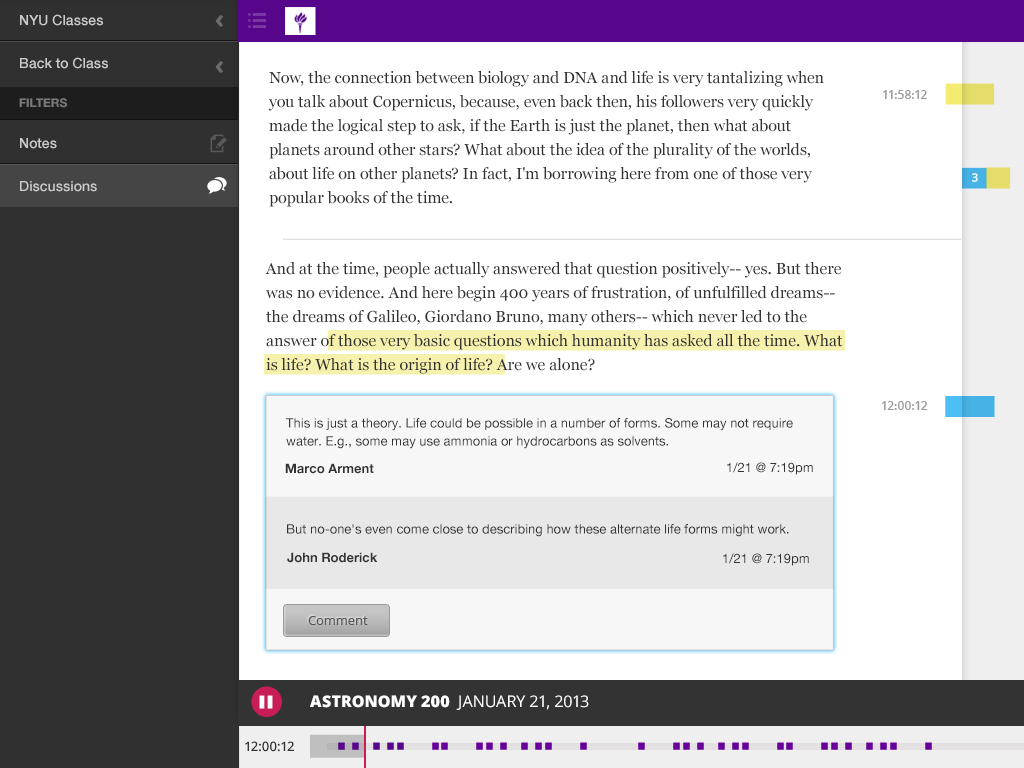 NYU Classes
Back to Class
FILTERS
Notes
Discussions
Now, the connection between biology and DNA and life is very tantalizing when
you talk about Copernicus, because, even back then, his followers very quickly
made the logical step to ask, if the Earth is just the planet, then what about
planets around other stars? What about the idea of the plurality of the worlds,
about life on other planets? In fact, I'm borrowing here from one of those very
popular books of the time.
11:58:12
3
And at the time, people actually answered that question positively-- yes. But there
was no evidence. And here begin 400 years of frustration, of unfulfilled dreams--
the dreams of Galileo, Giordano Bruno, many others-- which never led to the
answer of those very basic questions which humanity has asked all the time. What
is life? What is the origin of life? Are we alone?
12:00:12
This is just a theory. Life could be possible in a number of forms. Some may not require
water. E.g., some may use ammonia or hydrocarbons as solvents.
Marco Arment 1/21 @ 7:19pm
But no-one's even come close to describing how these alternate life forms might work.
John Roderick 1/21 @ 7:19pm
Comment
ASTRONOMY 200 JANUARY 21, 2013
12:00:12